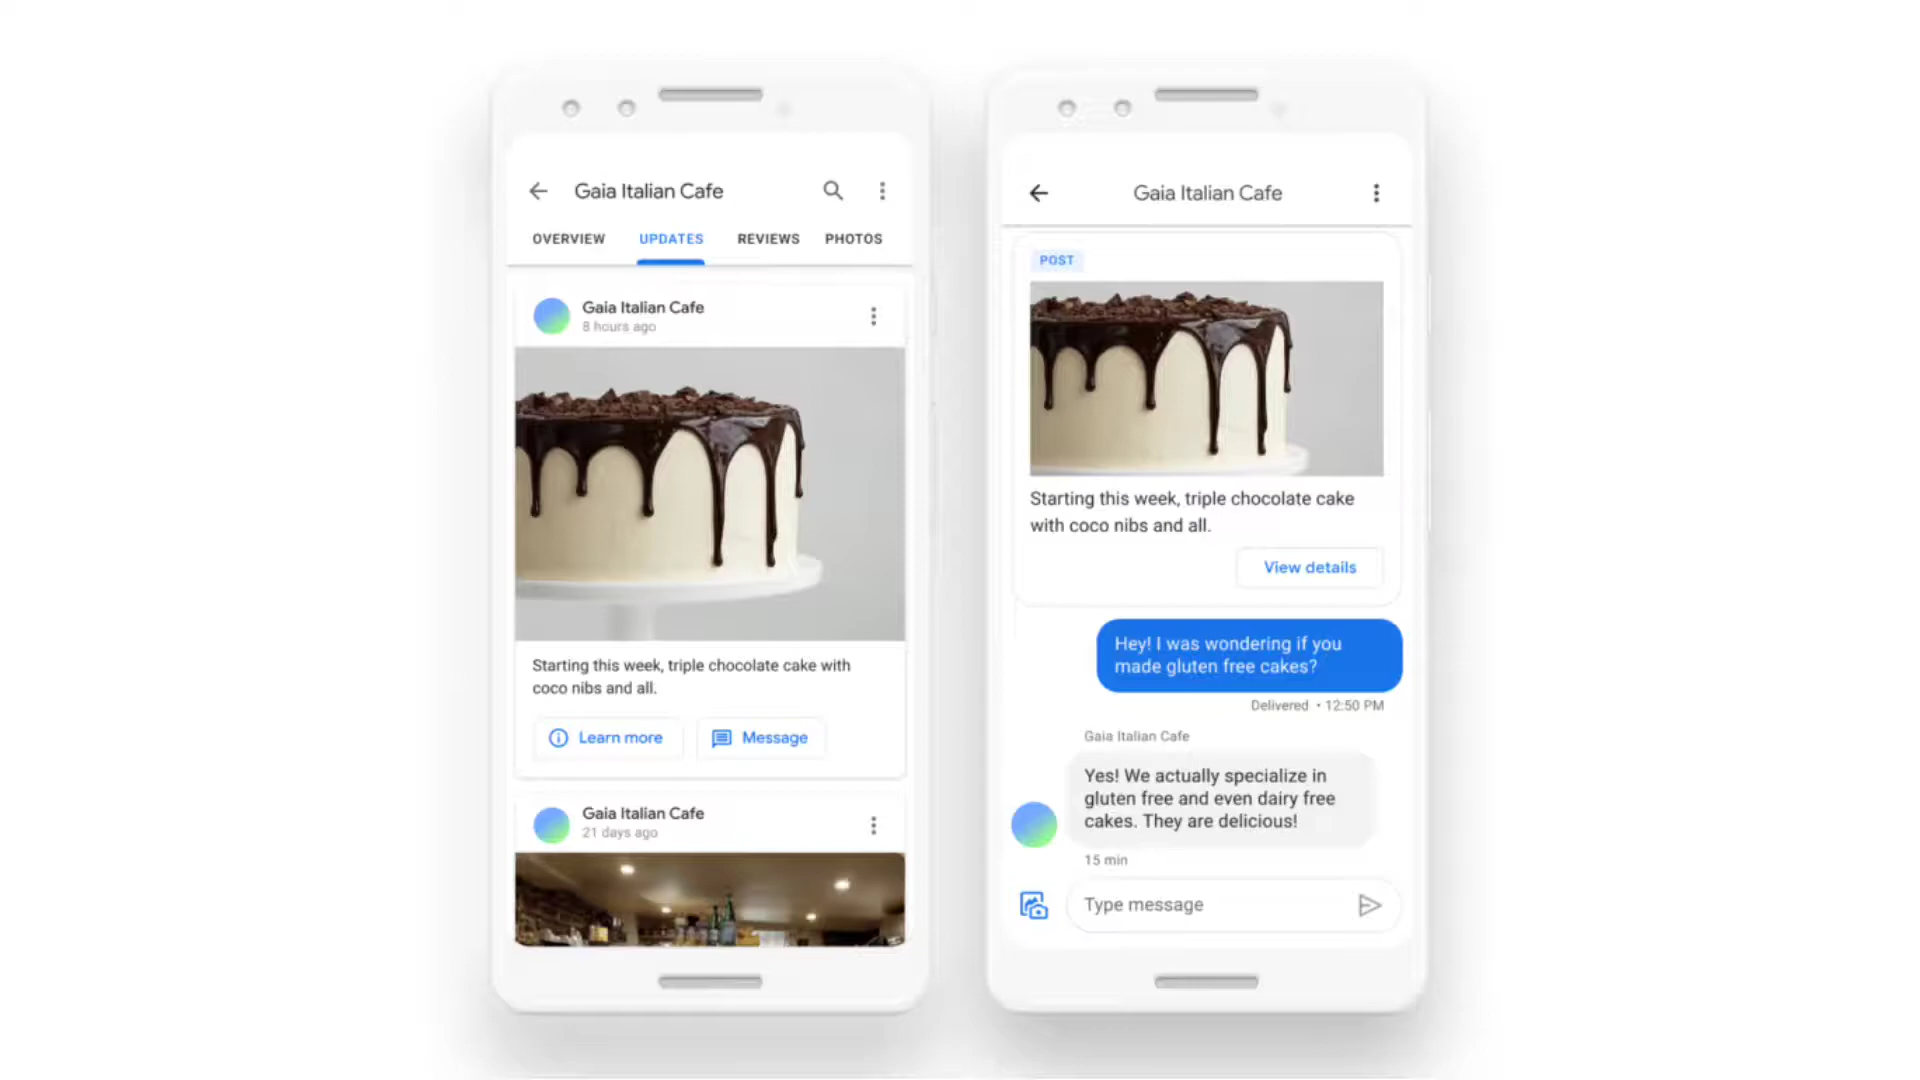 Gaia Italian Cafe
OVERVIEW
UPDATES
REVIEWS
PHOTOS
Gaia Italian Cafe
8 hours ago
Starting this week, triple chocolate cake with
coco nibs and all.
Learn more
Message
Gaia Italian Cafe
21 days ago
Gaia Italian Cafe
POST
Starting this week, triple chocolate cake
with coco nibs and all.
View details
Hey! I was wondering if you
made gluten free cakes?
Delivered • 12:50 PM
Gaia Italian Cafe
Yes! We actually specialize in
gluten free and even dairy free
cakes. They are delicious!
15 min
Type message